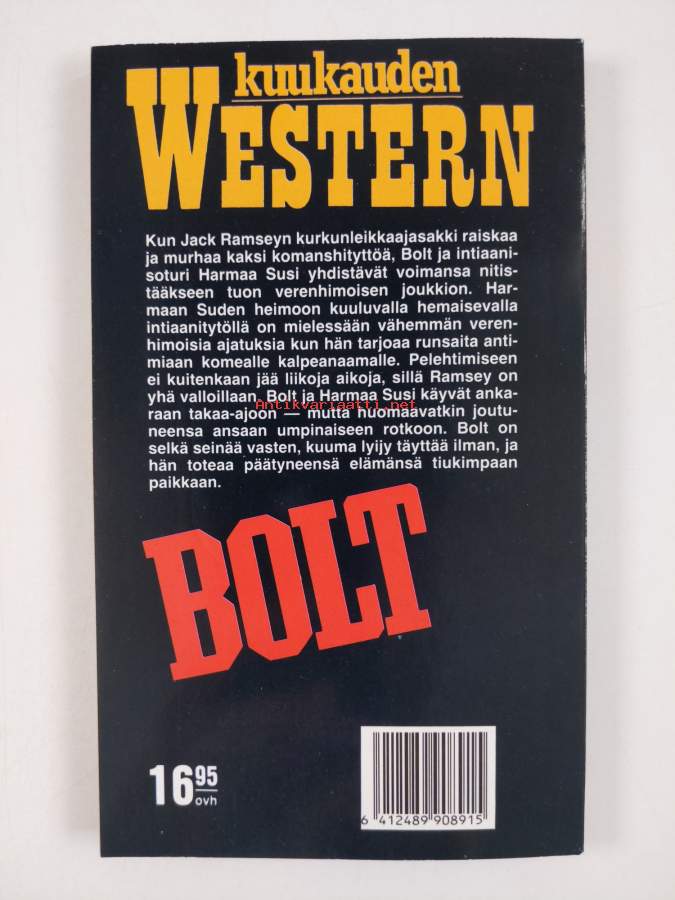 kuukauden
WESTERN
Kun Jack Ramseyn kurkunleikkaajasakki raiskaa
ja murhaa kaksi komanshityttöä, Bolt ja intiaani-
soturi Harmaa Susi yhdistävät voimansa nitis-
tääkseen tuon verenhimoisen joukkion. Har-
maan Suden heimoon kuuluvalla hemaisevalla
intiaanitytöllä on mielessään vähemmän veren-
himoisia ajatuksia kun hän tarjoaa runsaita anti-
miaan komealle kalpeanaamalle. Pelehtimiseen
ei kuitenkaan jää liikoja aikoja, sillä Ramsey on
yhä valloillaan. Bolt ja Harmaa Susi käyvät anka-
Antikvariaatti.net
raan takaa-ajoon — mutta huomaavatkin joutu-
neensa ansaan umpinaiseen rotkoon. Bolt on
selkä seinää vasten, kuuma lyijy täyttää ilman, ja
hän toteaa päätyneensä elämänsä tiukimpaan
paikkaan.
BOLT
16 95
ovh
6 412489 908915